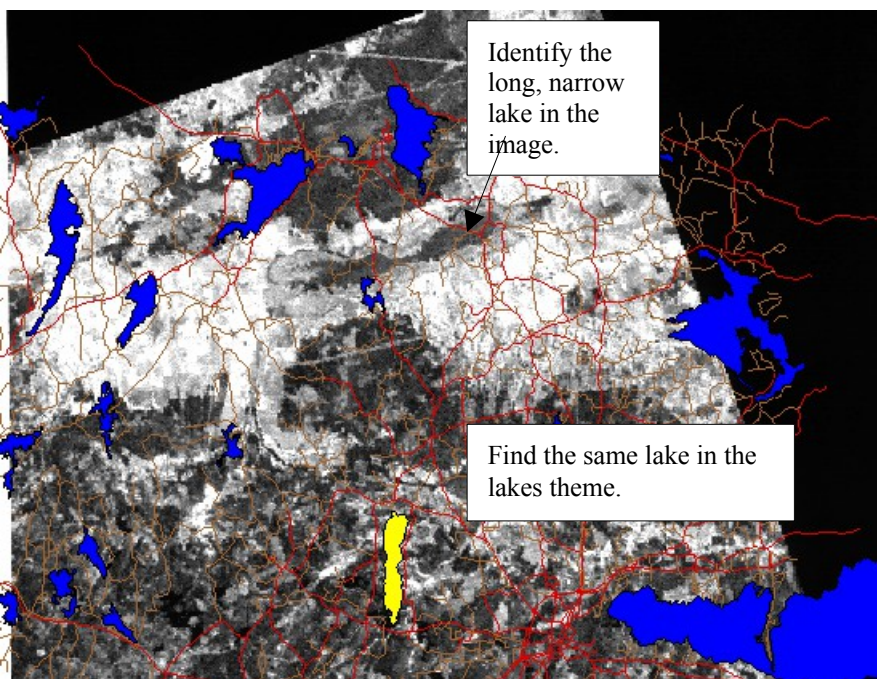 Identify the
long, narrow
lake in the
image.
Find the same lake in the
lakes theme.